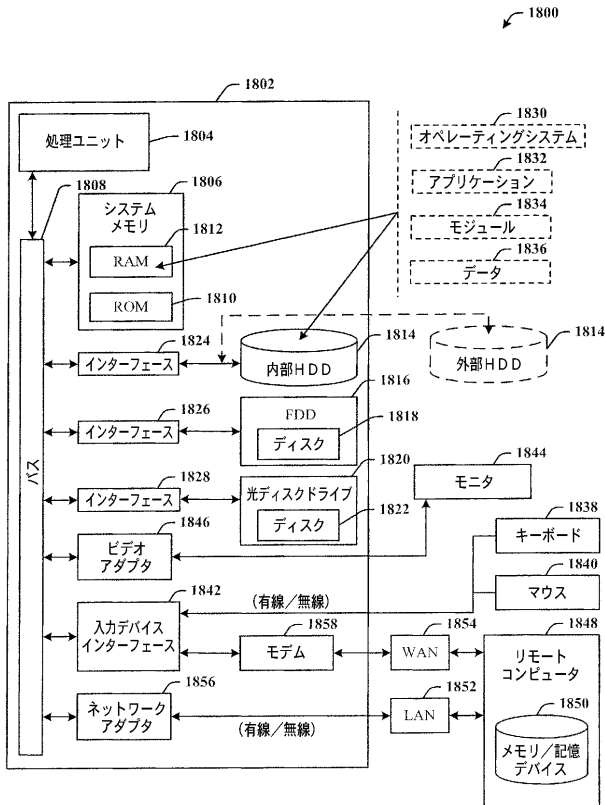 1800
1802
処理ユニット
1804
1808
1806
システム
メモリ
1812
RAM
1810
ROM
1830
オペレーティングシステム
1832
アプリケーション
1834
モジュール
1836
データ
バス
1824
インターフェース
1814
内部HDD
1814
外部HDD
1826
インターフェース
1816
FDD
1818
ディスク
1828
インターフェース
1820
光ディスクドライブ
1822
ディスク
1844
モニタ
1846
ビデオ
アダプタ
1838
キーボード
1840
マウス
1842
入力デバイス
インターフェース
(有線/無線)
1858
モデム
1854
WAN
1848
リモート
コンピュータ
1856
ネットワーク
アダプタ
(有線/無線)
1852
LAN
1850
メモリ/記憶
デバイス